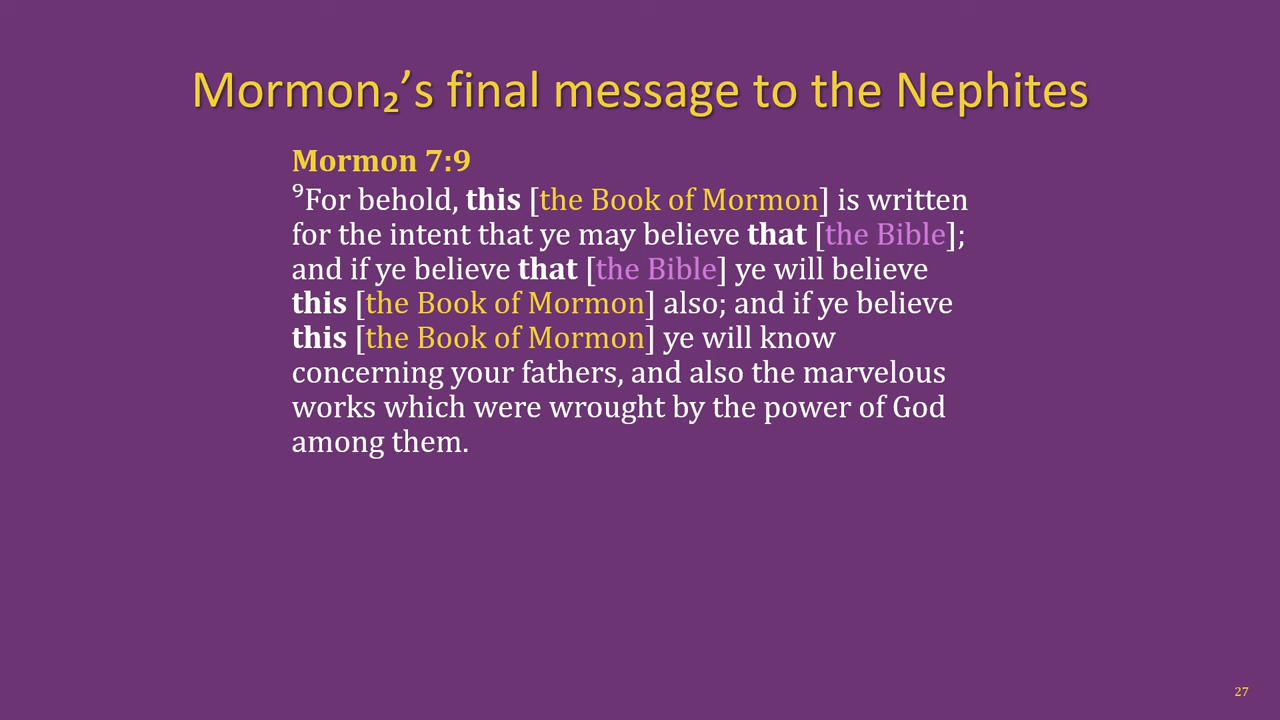 Mormon₂’s final message to the Nephites
Mormon 7:9
⁹For behold, this [the Book of Mormon] is written
for the intent that ye may believe that [the Bible];
and if ye believe that [the Bible] ye will believe
this [the Book of Mormon] also; and if ye believe
this [the Book of Mormon] ye will know
concerning your fathers, and also the marvelous
works which were wrought by the power of God
among them.
27